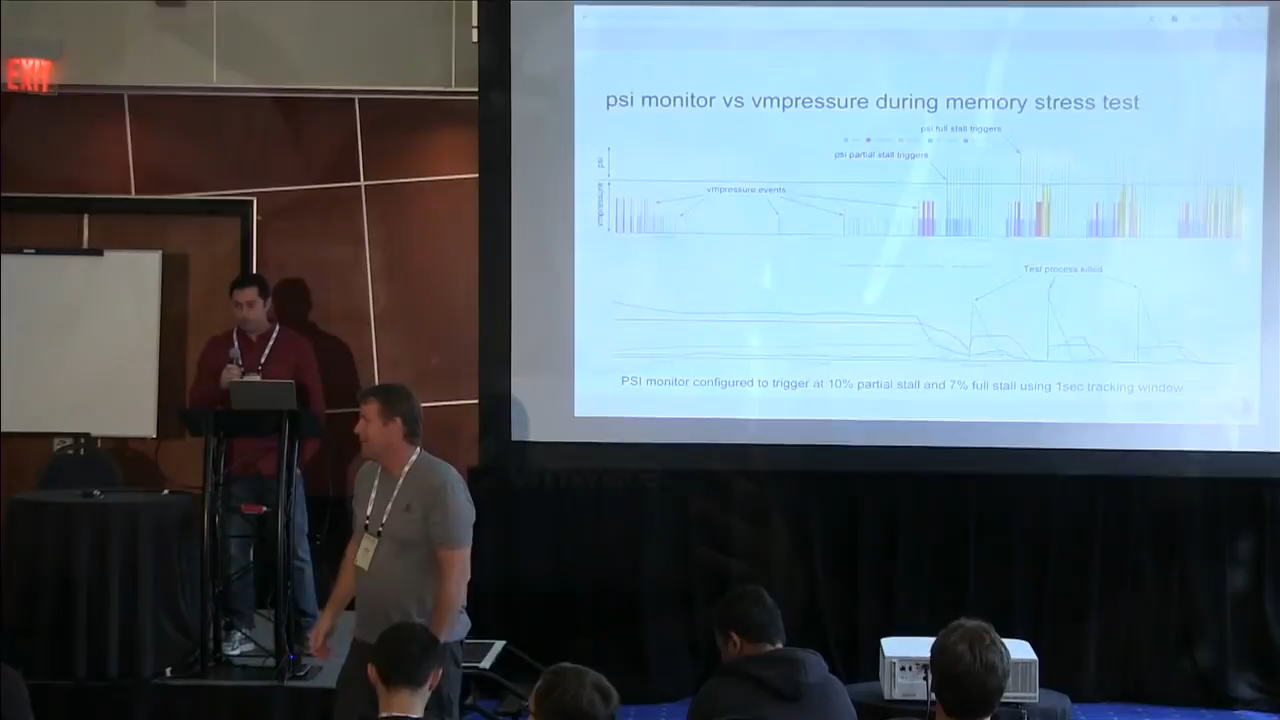 EXIT
psi monitor vs vmpressure during memory stress test
psi full stall triggers
psi partial stall triggers
psi
vmpressure events
vmpressure
Test process killed
PSI monitor configured to trigger at 10% partial stall and 7% full stall using 1sec tracking window